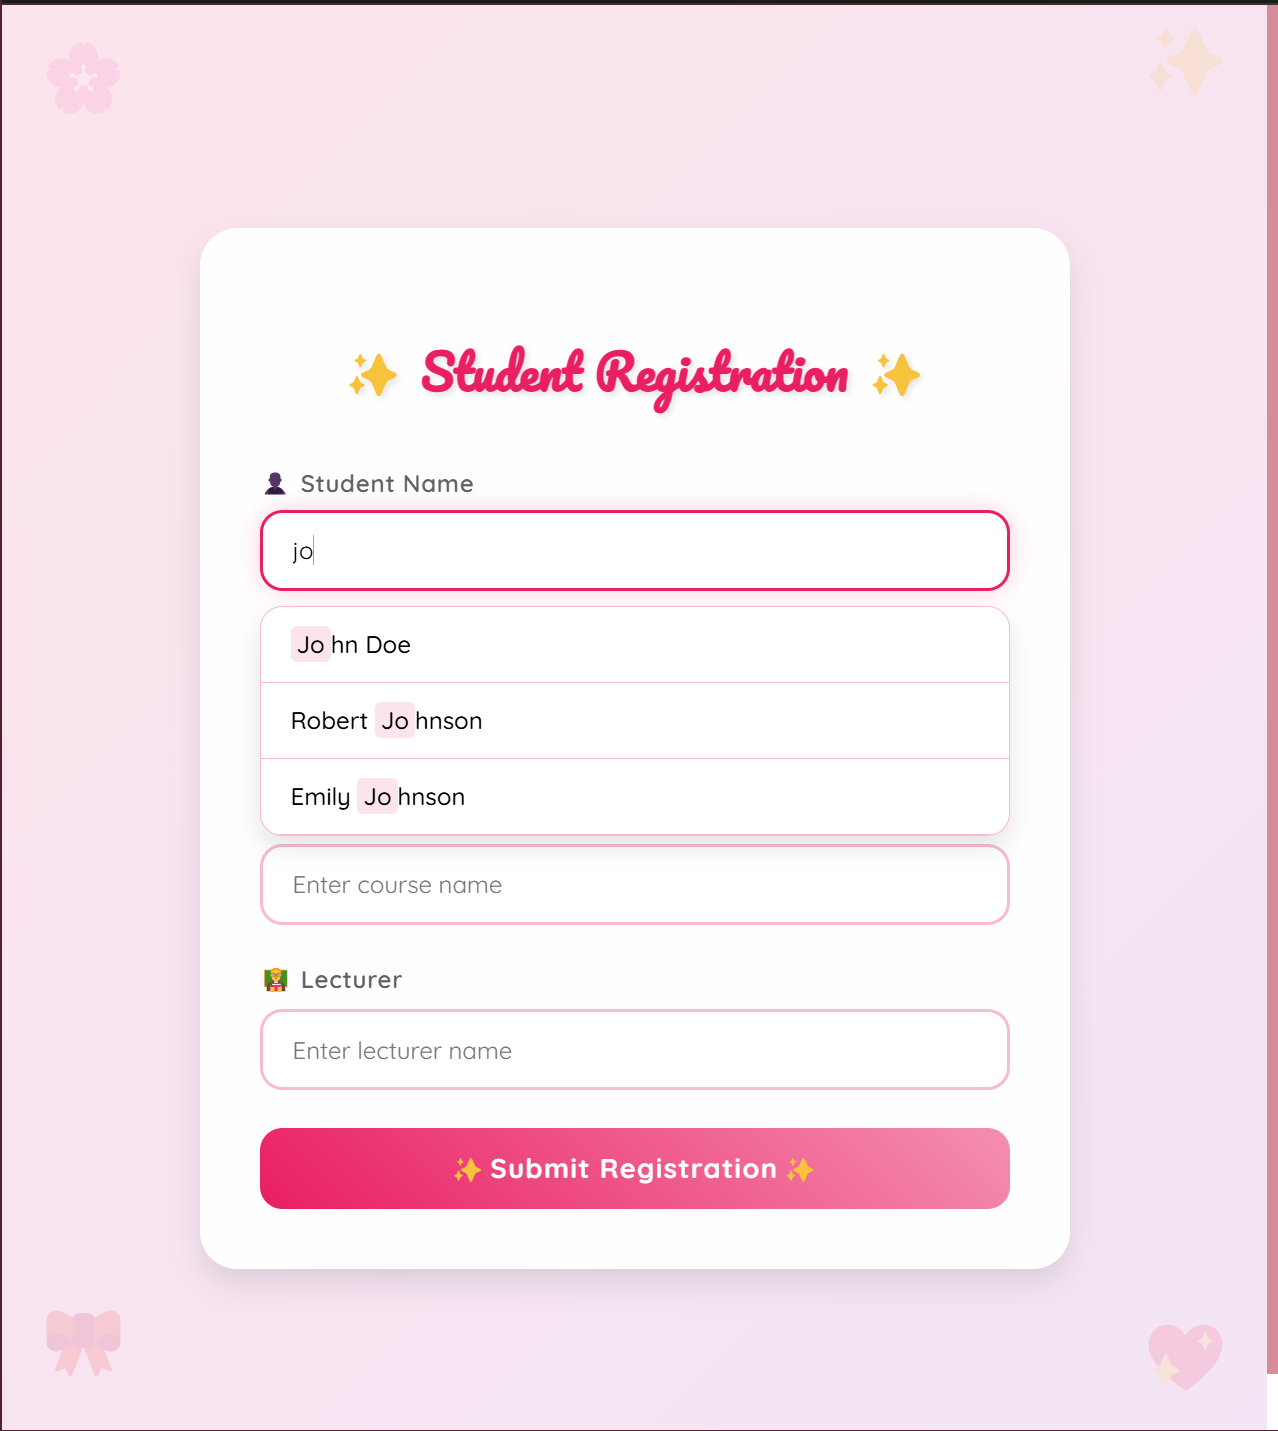 ✨ Student Registration ✨
👤 Student Name
jo
John Doe
Robert Johnson
Emily Johnson
Enter course name
👩‍🏫 Lecturer
Enter lecturer name
✨ Submit Registration ✨